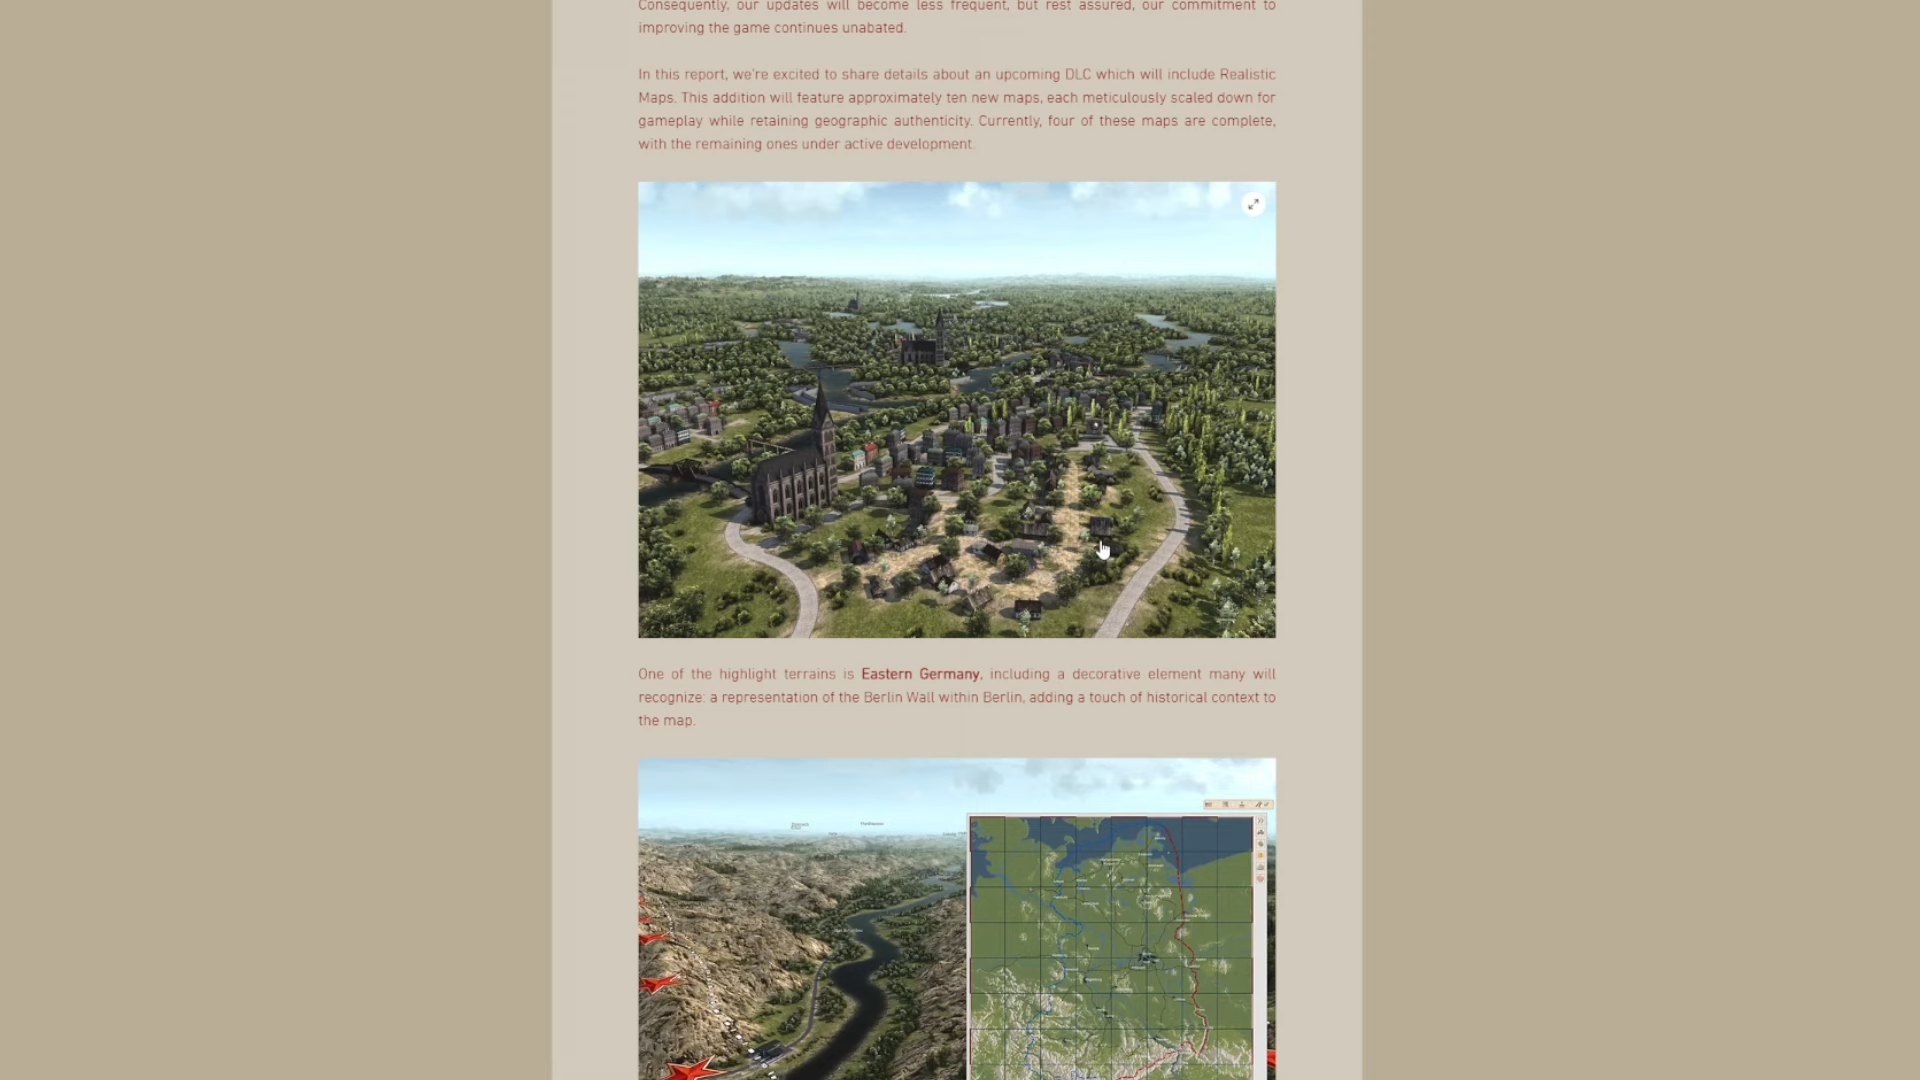 Consequently, our updates will become less frequent, but rest assured, our commitment to
improving the game continues unabated.
In this report, we're excited to share details about an upcoming DLC which will include Realistic
Maps. This addition will feature approximately ten new maps, each meticulously scaled down for
gameplay while retaining geographic authenticity. Currently, four of these maps are complete,
with the remaining ones under active development.
One of the highlight terrains is Eastern Germany, including a decorative element many will
recognize: a representation of the Berlin Wall within Berlin, adding a touch of historical context to
the map.